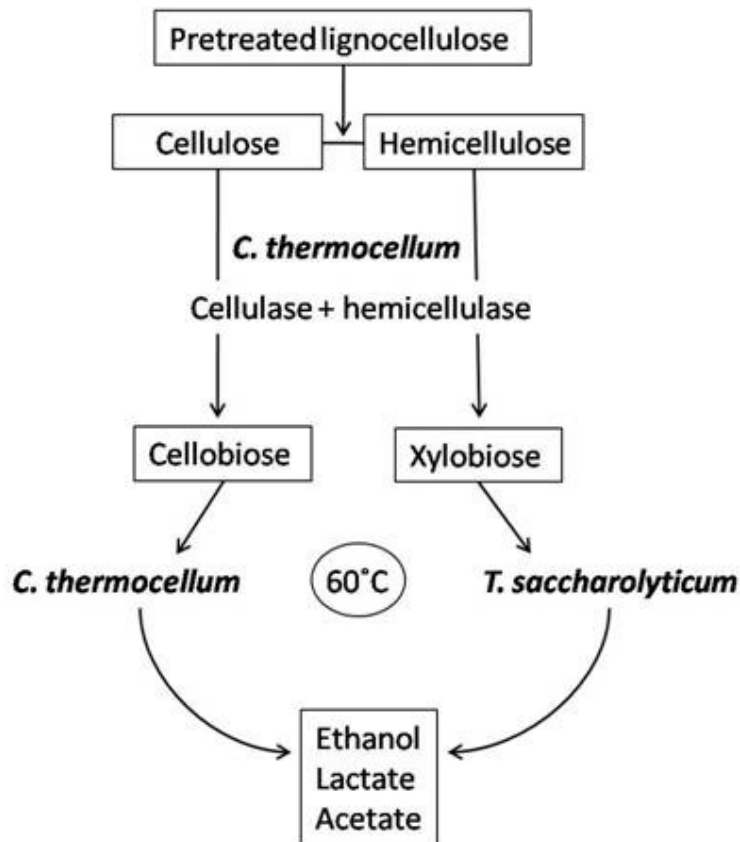 Pretreated lignocellulose
Cellulose
Hemicellulose
C. thermocellum
Cellulase + hemicellulase
Cellobiose
Xylobiose
C. thermocellum
60˚C
T. saccharolyticum
Ethanol
Lactate
Acetate